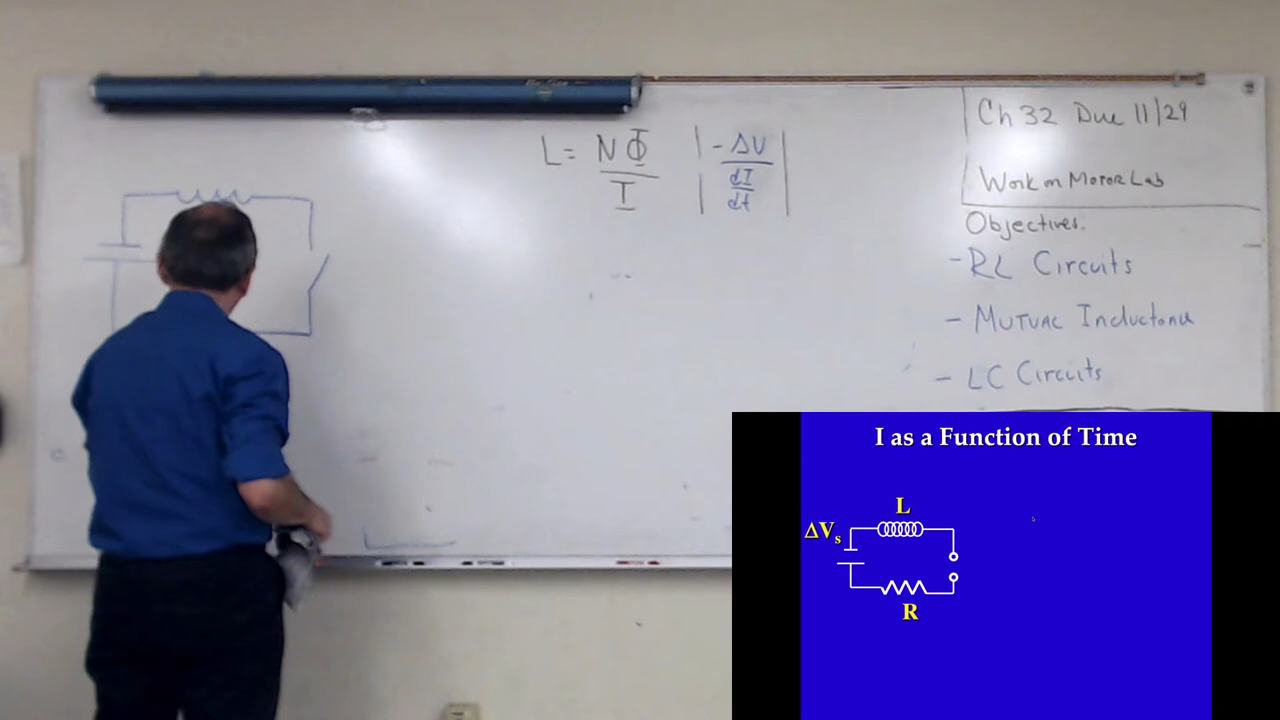 L = NΦ/I |-ΔV/(dI/dt)|
Ch 32 Due 11/29
Work on Motor Lab
Objectives.
- RL Circuits
- Mutual Inductance
- LC Circuits
I as a Function of Time
L
ΔVs
R